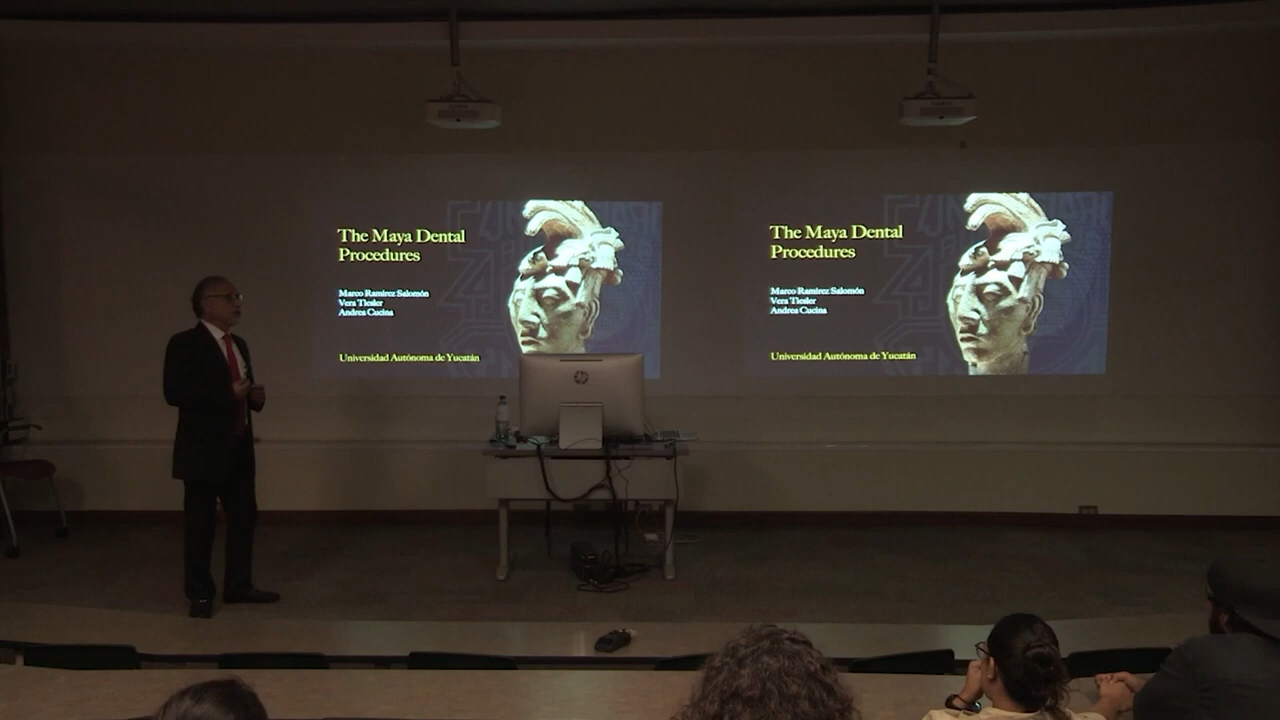 The Maya Dental
Procedures
Marco Ramírez Salomón
Vera Tiesler
Andrea Cucina
Universidad Autónoma de Yucatán
hp
The Maya Dental
Procedures
Marco Ramírez Salomón
Vera Tiesler
Andrea Cucina
Universidad Autónoma de Yucatán